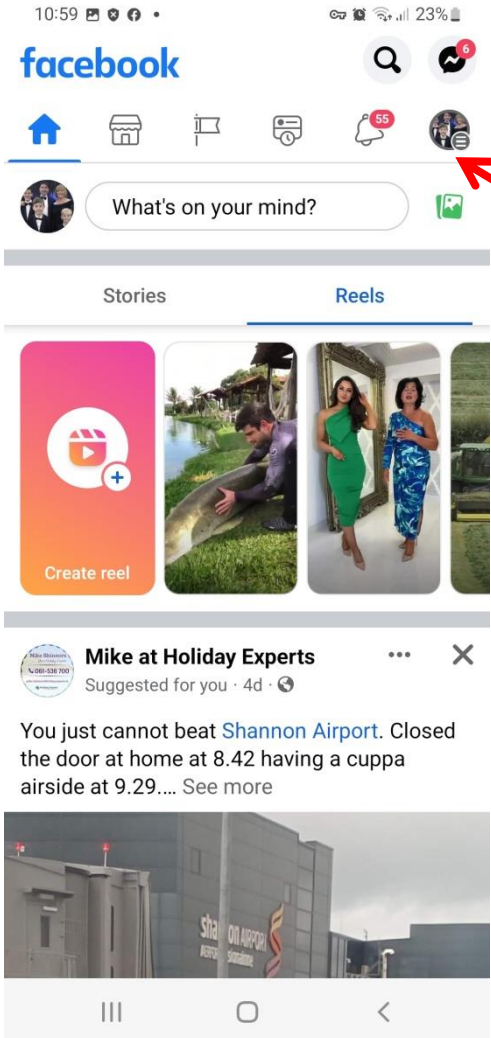 10:59 23%
facebook
6
55
What's on your mind?
Stories Reels
Create reel
Mike at Holiday Experts
Suggested for you · 4d ·
You just cannot beat Shannon Airport. Closed
the door at home at 8.42 having a cuppa
airside at 9.29.... See more